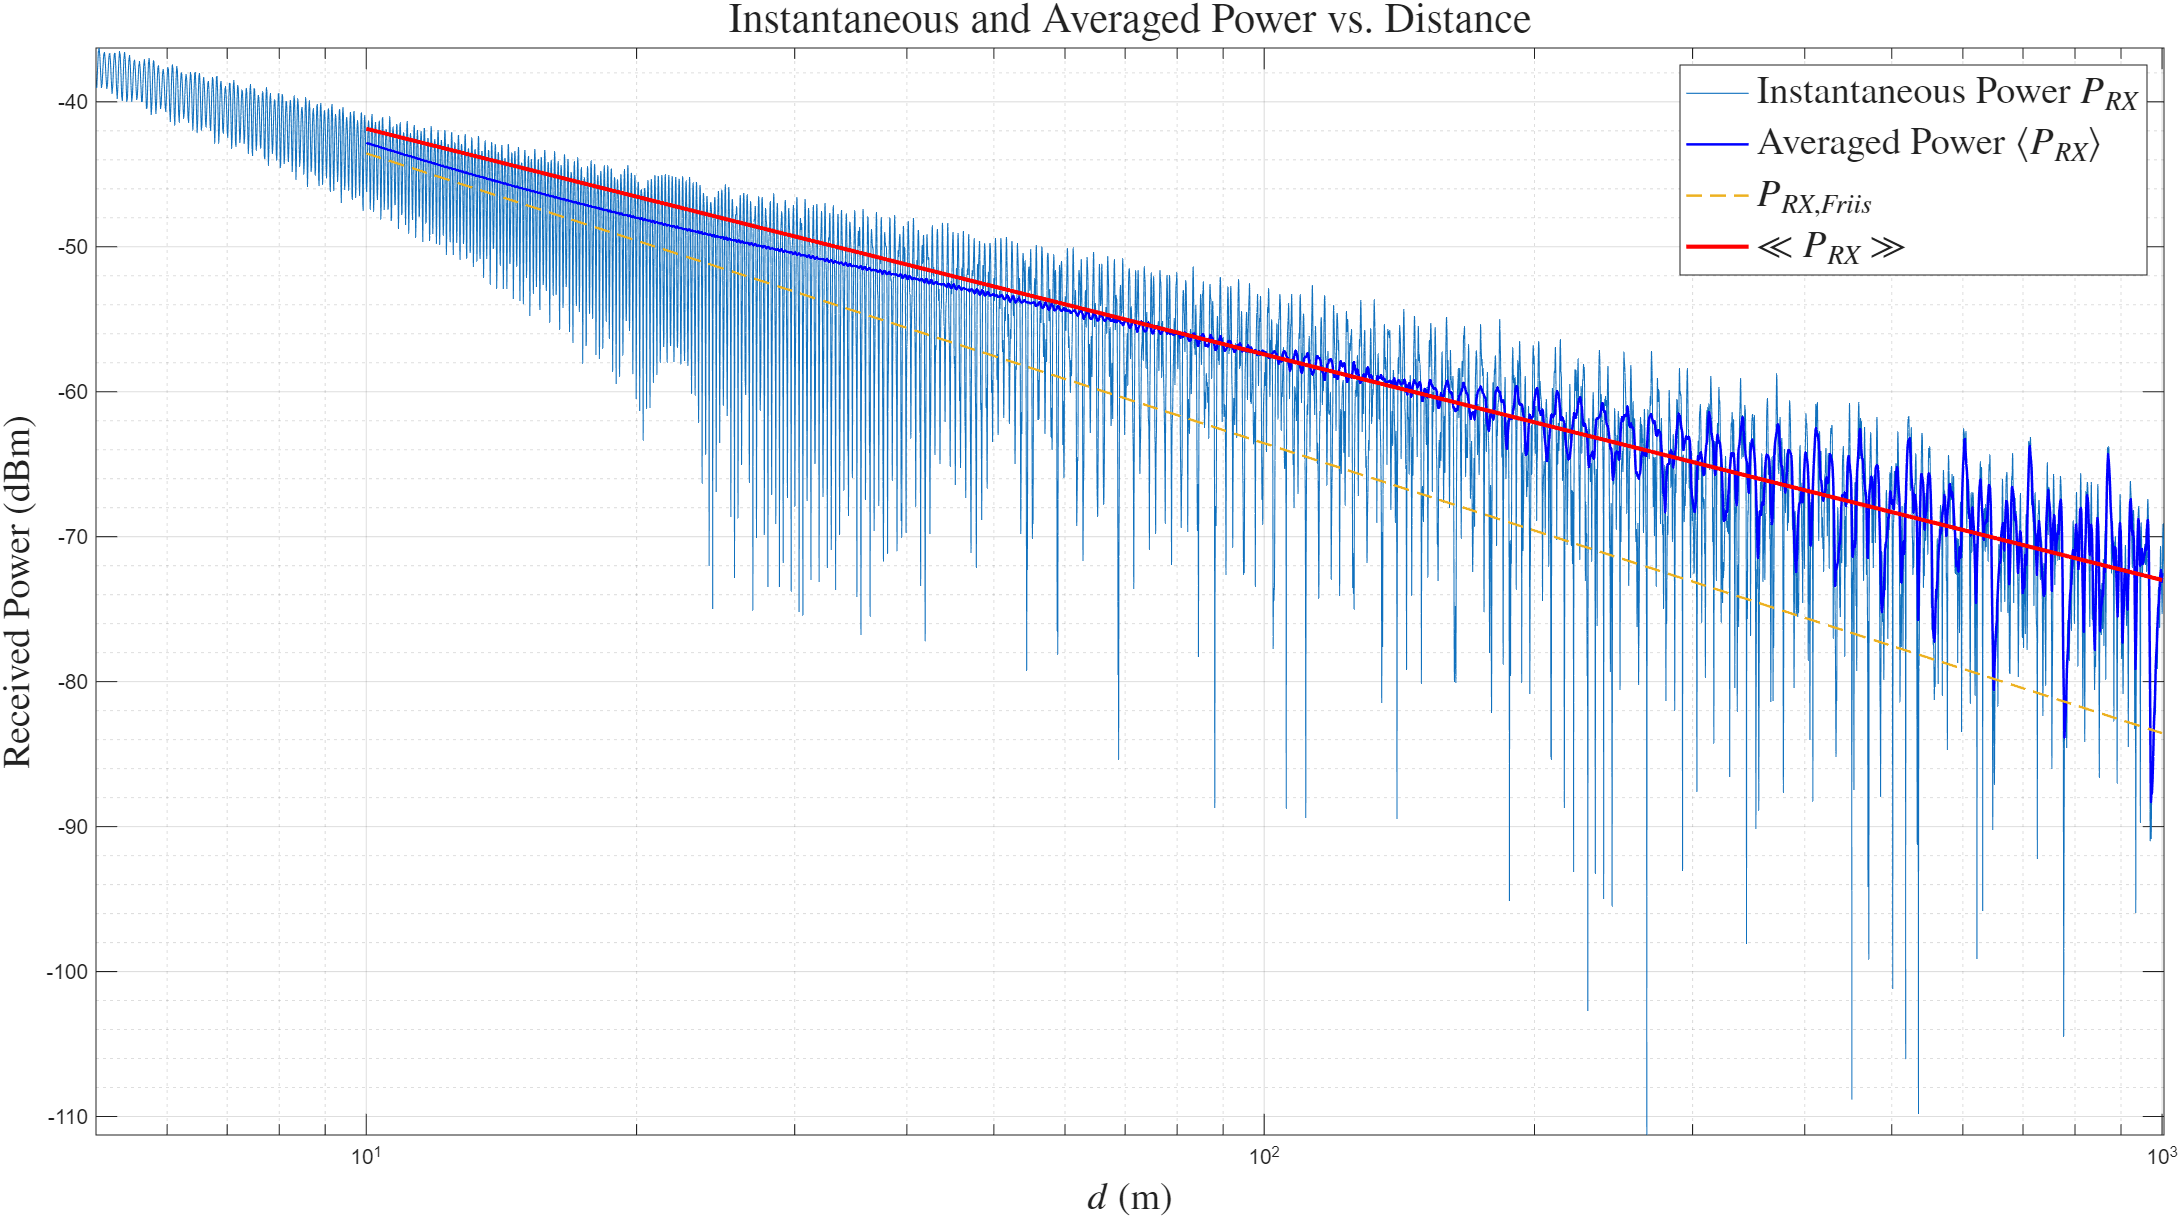 Instantaneous and Averaged Power vs. Distance
Instantaneous Power P_RX
Averaged Power ⟨P_RX⟩
P_RX,Friis
≪ P_RX ≫
Received Power (dBm)
-40
-50
-60
-70
-80
-90
-100
-110
10¹ 10² 10³
d (m)